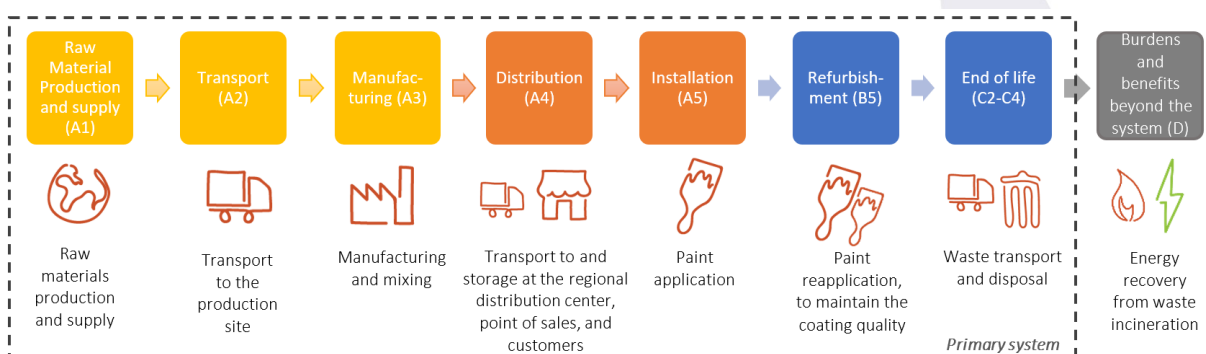 Raw
Material
Production
and supply
(A1)
Transport
(A2)
Manufac-
turing (A3)
Distribution
(A4)
Installation
(A5)
Refurbish-
ment (B5)
End of life
(C2-C4)
Burdens
and
benefits
beyond the
system (D)
Raw
materials
production
and supply
Transport
to the
production
site
Manufacturing
and mixing
Transport to and
storage at the regional
distribution center,
point of sales, and
customers
Paint
application
Paint
reapplication,
to maintain the
coating quality
Waste transport
and disposal
Energy
recovery
from waste
incineration
Primary system